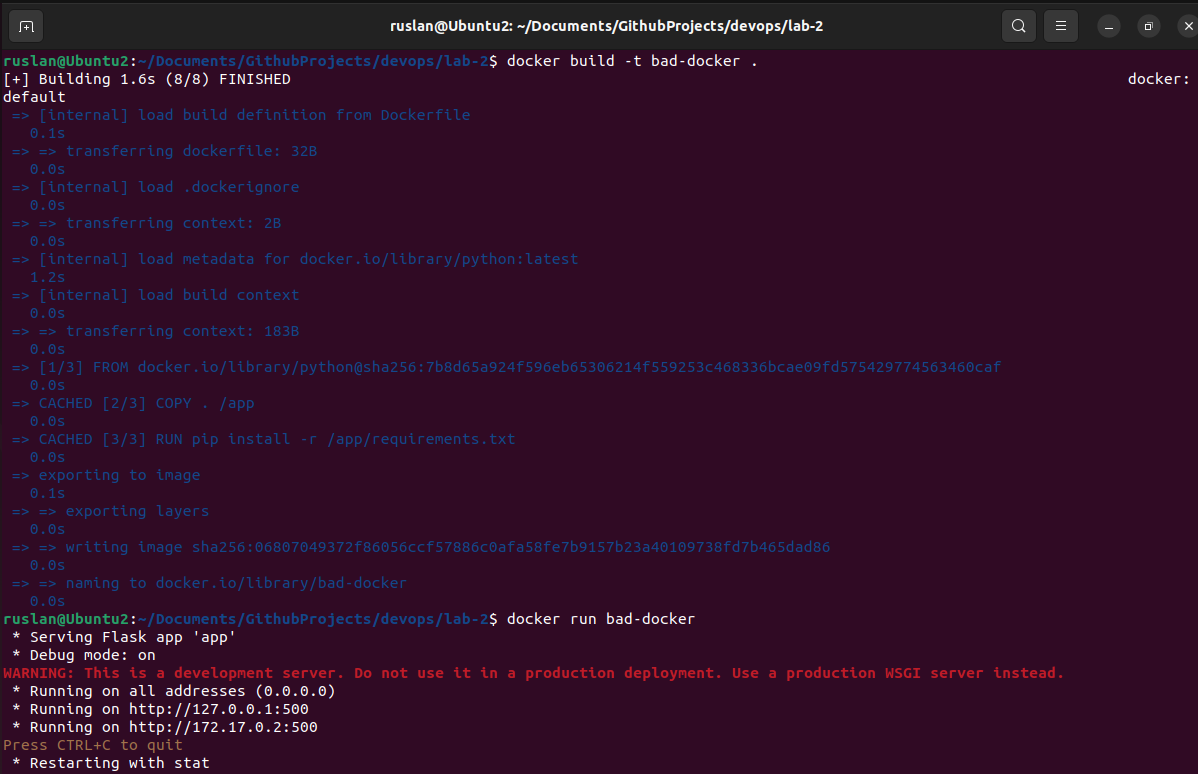 ruslan@Ubuntu2: ~/Documents/GithubProjects/devops/lab-2
ruslan@Ubuntu2:~/Documents/GithubProjects/devops/lab-2$ docker build -t bad-docker .
[+] Building 1.6s (8/8) FINISHED docker:
default
=> [internal] load build definition from Dockerfile
0.1s
=> => transferring dockerfile: 32B
0.0s
=> [internal] load .dockerignore
0.0s
=> => transferring context: 2B
0.0s
=> [internal] load metadata for docker.io/library/python:latest
1.2s
=> [internal] load build context
0.0s
=> => transferring context: 183B
0.0s
=> [1/3] FROM docker.io/library/python@sha256:7b8d65a924f596eb65306214f559253c468336bcae09fd575429774563460caf
0.0s
=> CACHED [2/3] COPY . /app
0.0s
=> CACHED [3/3] RUN pip install -r /app/requirements.txt
0.0s
=> exporting to image
0.1s
=> => exporting layers
0.0s
=> => writing image sha256:06807049372f86056ccf57886c0afa58fe7b9157b23a40109738fd7b465dad86
0.0s
=> => naming to docker.io/library/bad-docker
0.0s
ruslan@Ubuntu2:~/Documents/GithubProjects/devops/lab-2$ docker run bad-docker
* Serving Flask app 'app'
* Debug mode: on
WARNING: This is a development server. Do not use it in a production deployment. Use a production WSGI server instead.
* Running on all addresses (0.0.0.0)
* Running on http://127.0.0.1:500
* Running on http://172.17.0.2:500
Press CTRL+C to quit
* Restarting with stat